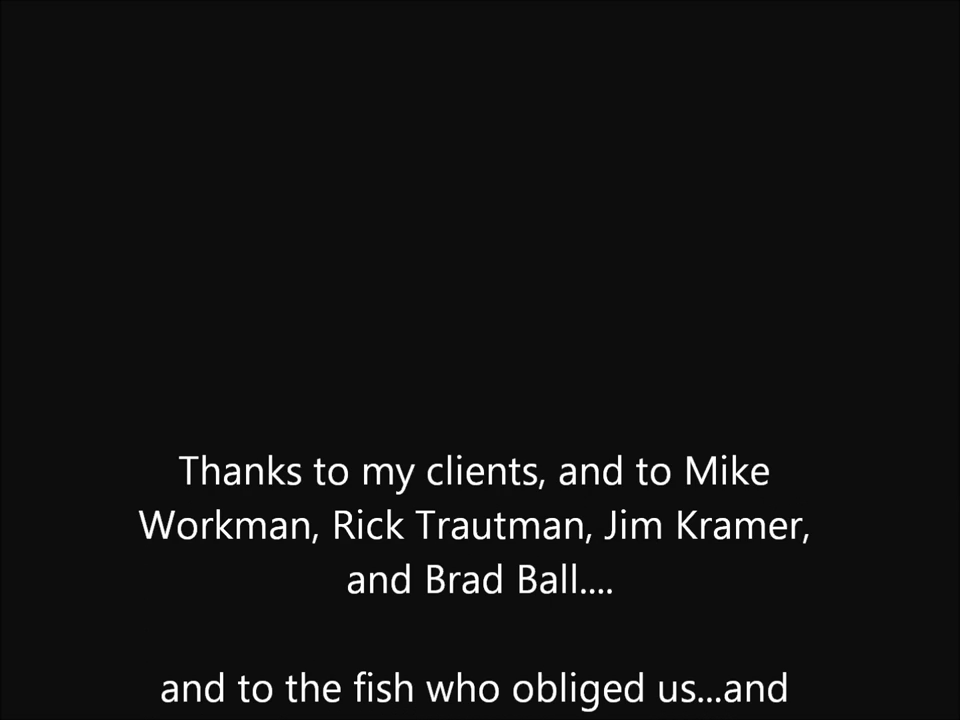 Thanks to my clients, and to Mike
Workman, Rick Trautman, Jim Kramer,
and Brad Ball....
and to the fish who obliged us...and